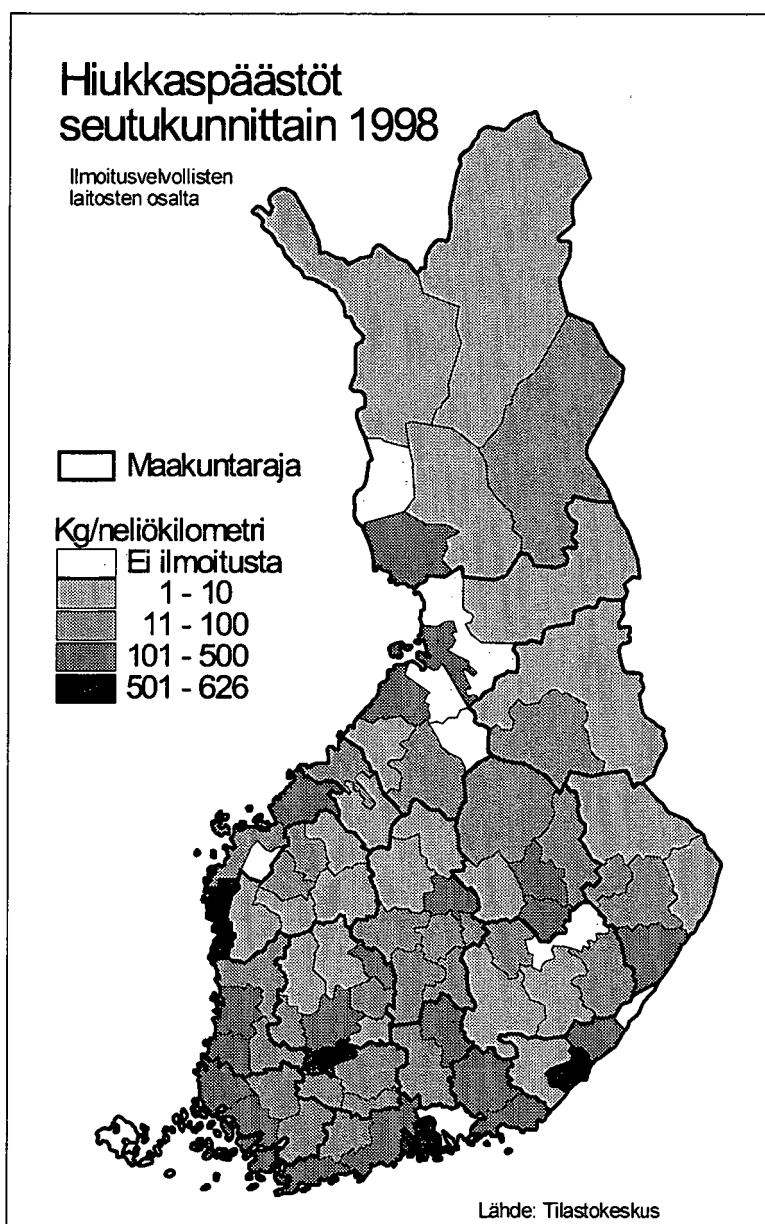 Hiukkaspäästöt
seutukunnittain 1998
Ilmoitusvelvollisten
laitosten osalta
Maakuntaraja
Kg/neliökilometri
Ei ilmoitusta
1 - 10
11 - 100
101 - 500
501 - 626
Lähde: Tilastokeskus